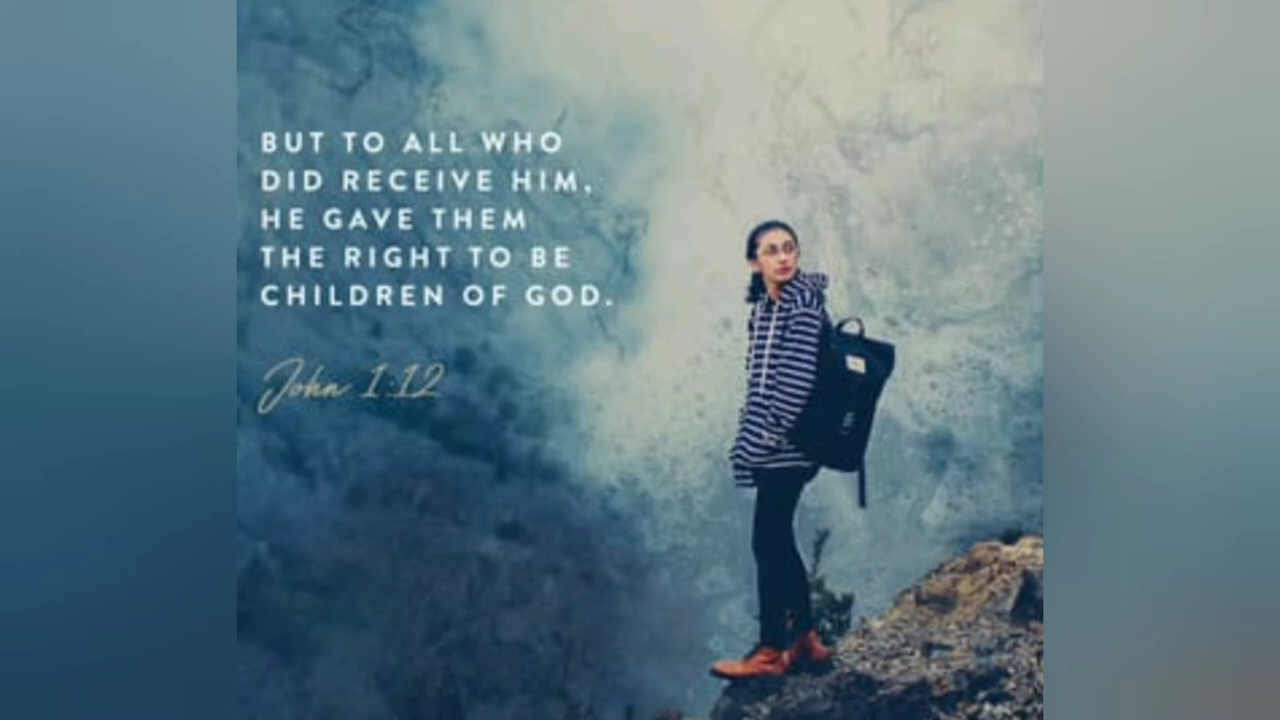 BUT TO ALL WHO
DID RECEIVE HIM,
HE GAVE THEM
THE RIGHT TO BE
CHILDREN OF GOD.
John 1:12